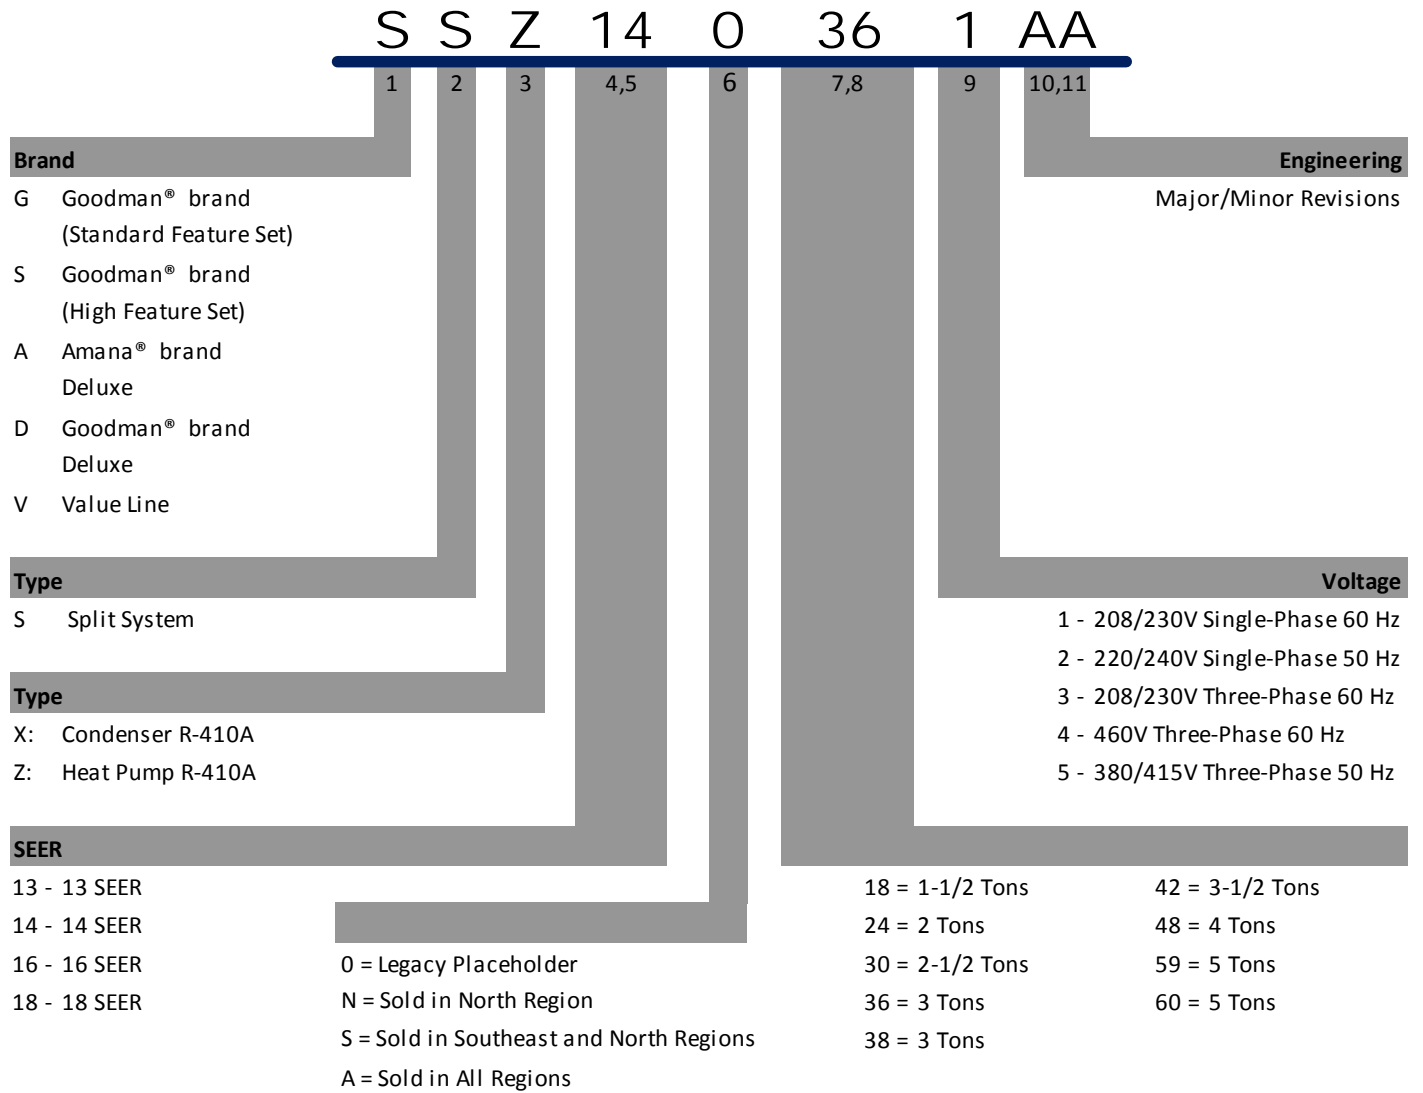 S S Z 14 0 36 1 AA
1 2 3 4,5 6 7,8 9 10,11
Brand
G Goodman® brand
(Standard Feature Set)
S Goodman® brand
(High Feature Set)
A Amana® brand
Deluxe
D Goodman® brand
Deluxe
V Value Line
Engineering
Major/Minor Revisions
Type
S Split System
Voltage
1 - 208/230V Single-Phase 60 Hz
2 - 220/240V Single-Phase 50 Hz
3 - 208/230V Three-Phase 60 Hz
4 - 460V Three-Phase 60 Hz
5 - 380/415V Three-Phase 50 Hz
Type
X: Condenser R-410A
Z: Heat Pump R-410A
SEER
13 - 13 SEER
14 - 14 SEER
16 - 16 SEER
18 - 18 SEER
0 = Legacy Placeholder
N = Sold in North Region
S = Sold in Southeast and North Regions
A = Sold in All Regions
18 = 1-1/2 Tons
24 = 2 Tons
30 = 2-1/2 Tons
36 = 3 Tons
38 = 3 Tons
42 = 3-1/2 Tons
48 = 4 Tons
59 = 5 Tons
60 = 5 Tons